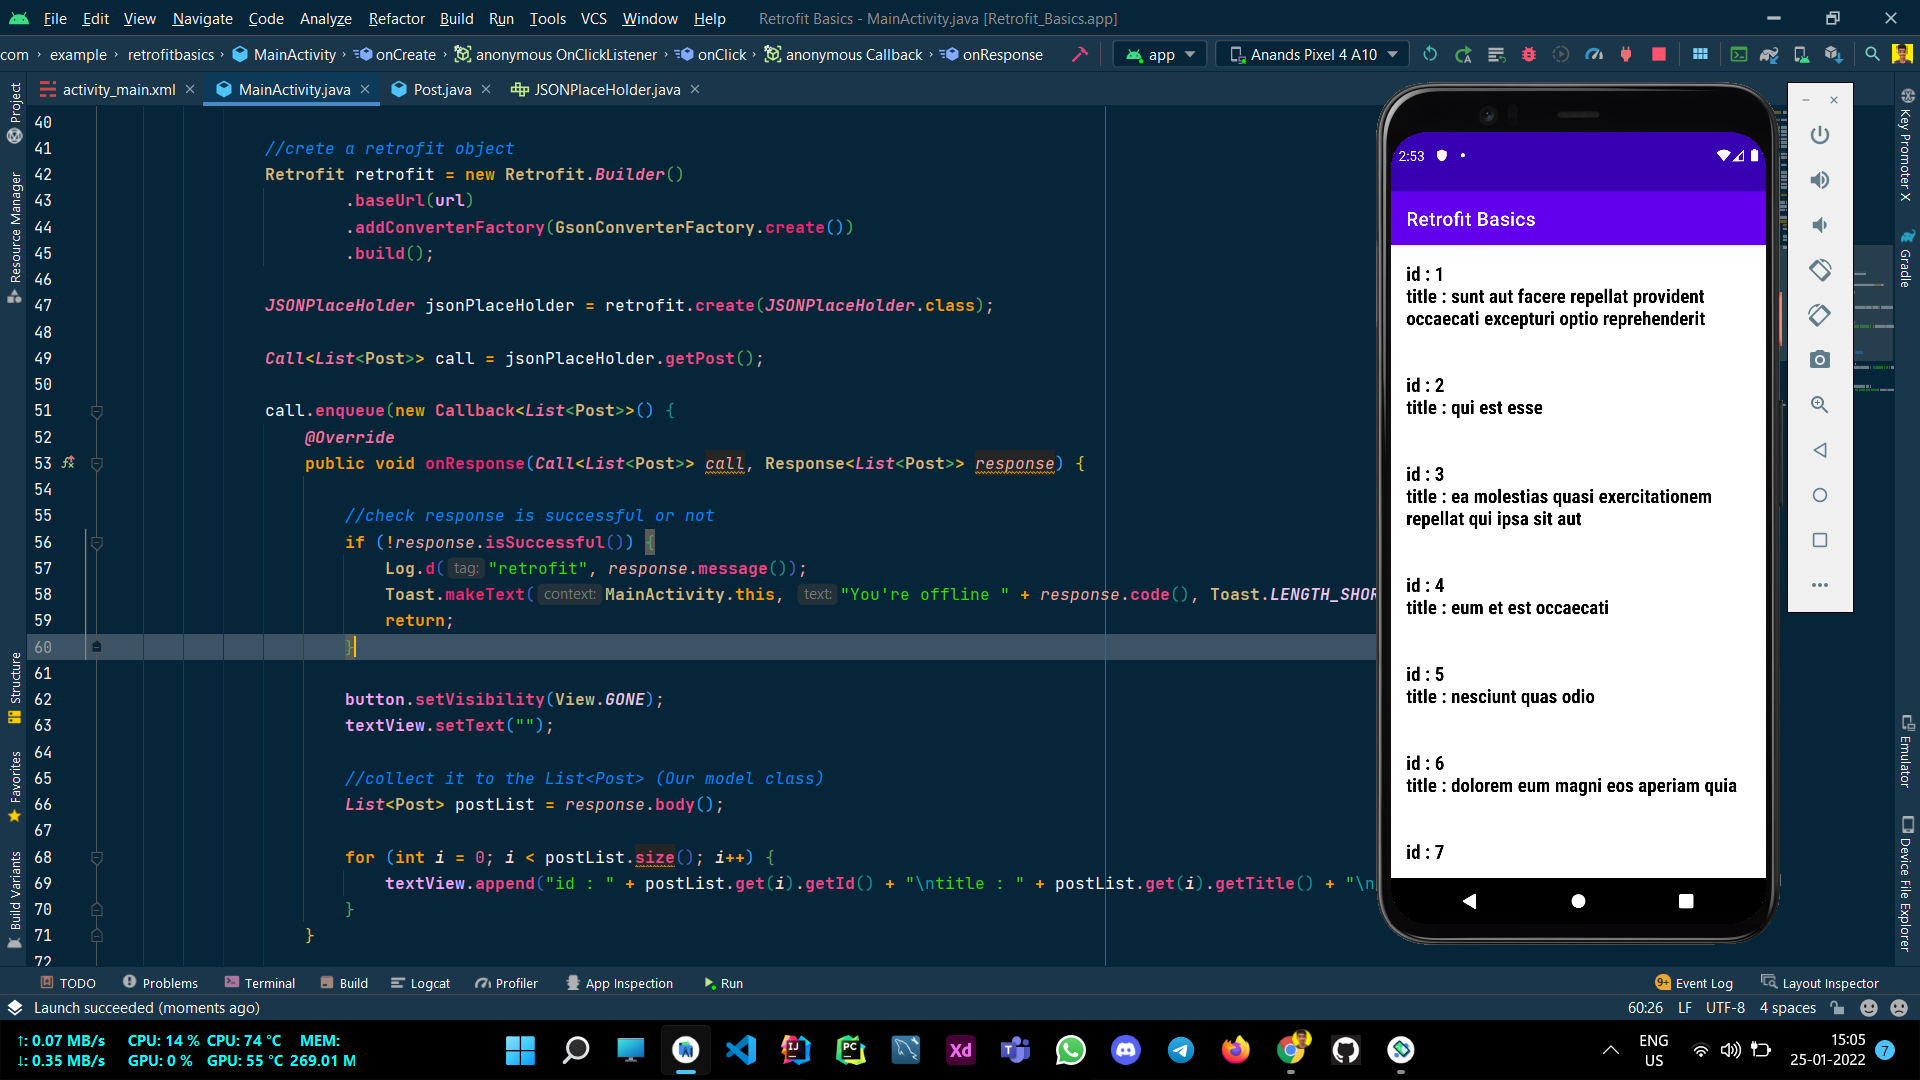 File Edit View Navigate Code Analyze Refactor Build Run Tools VCS Window Help Retrofit Basics - MainActivity.java [Retrofit_Basics.app]
com › example › retrofitbasics › MainActivity › onCreate › anonymous OnClickListener › onClick › anonymous Callback › onResponse app Anands Pixel 4 A10
activity_main.xml MainActivity.java Post.java JSONPlaceHolder.java
Project
Resource Manager
Structure
Favorites
Build Variants
40
41 //crete a retrofit object
42 Retrofit retrofit = new Retrofit.Builder()
43 .baseUrl(url)
44 .addConverterFactory(GsonConverterFactory.create())
45 .build();
46
47 JSONPlaceHolder jsonPlaceHolder = retrofit.create(JSONPlaceHolder.class);
48
49 Call<List<Post>> call = jsonPlaceHolder.getPost();
50
51 call.enqueue(new Callback<List<Post>>() {
52 @Override
53 public void onResponse(Call<List<Post>> call, Response<List<Post>> response) {
54
55 //check response is successful or not
56 if (!response.isSuccessful()) {
57 Log.d( tag: "retrofit", response.message());
58 Toast.makeText( context: MainActivity.this, text: "You're offline " + response.code(), Toast.LENGTH_SHOR
59 return;
60 }
61
62 button.setVisibility(View.GONE);
63 textView.setText("");
64
65 //collect it to the List<Post> (Our model class)
66 List<Post> postList = response.body();
67
68 for (int i = 0; i < postList.size(); i++) {
69 textView.append("id : " + postList.get(i).getId() + "\ntitle : " + postList.get(i).getTitle() + "\n
70 }
71 }
72
2:53
Retrofit Basics
id : 1
title : sunt aut facere repellat provident
occaecati excepturi optio reprehenderit
id : 2
title : qui est esse
id : 3
title : ea molestias quasi exercitationem
repellat qui ipsa sit aut
id : 4
title : eum et est occaecati
id : 5
title : nesciunt quas odio
id : 6
title : dolorem eum magni eos aperiam quia
id : 7
Key Promoter X
Gradle
Emulator
Device File Explorer
TODO Problems Terminal Build Logcat Profiler App Inspection Run 9+ Event Log Layout Inspector
Launch succeeded (moments ago) 60:26 LF UTF-8 4 spaces
↑: 0.07 MB/s CPU: 14 % CPU: 74 °C MEM:
↓: 0.35 MB/s GPU: 0 % GPU: 55 °C 269.01 M
IJ
PC
Xd
ENG
US
15:05
25-01-2022
7